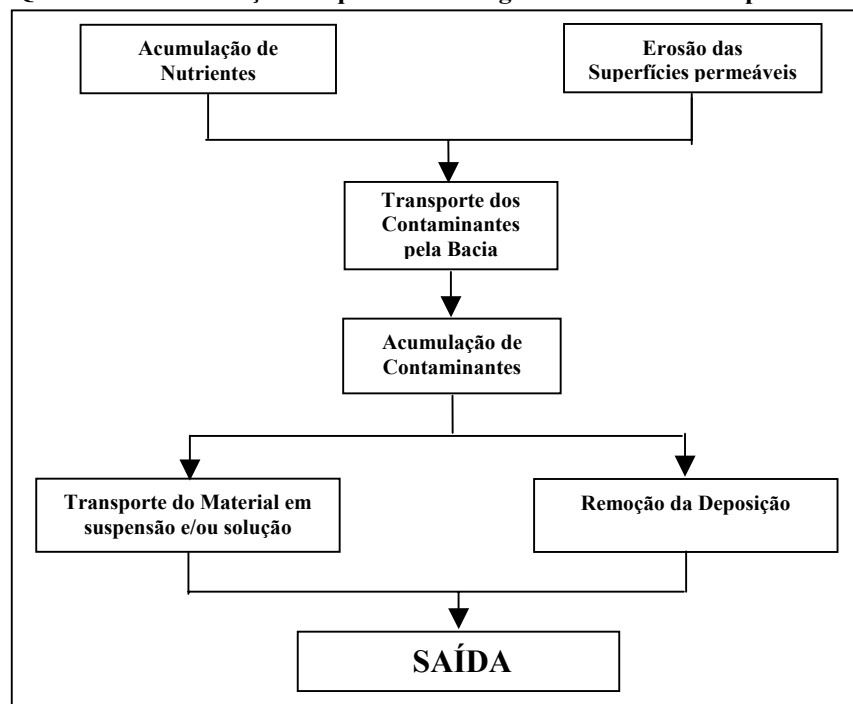 Acumulação de
Nutrientes
Erosão das
Superfícies permeáveis
Transporte dos
Contaminantes
pela Bacia
Acumulação de
Contaminantes
Transporte do Material em
suspensão e/ou solução
Remoção da Deposição
SAÍDA